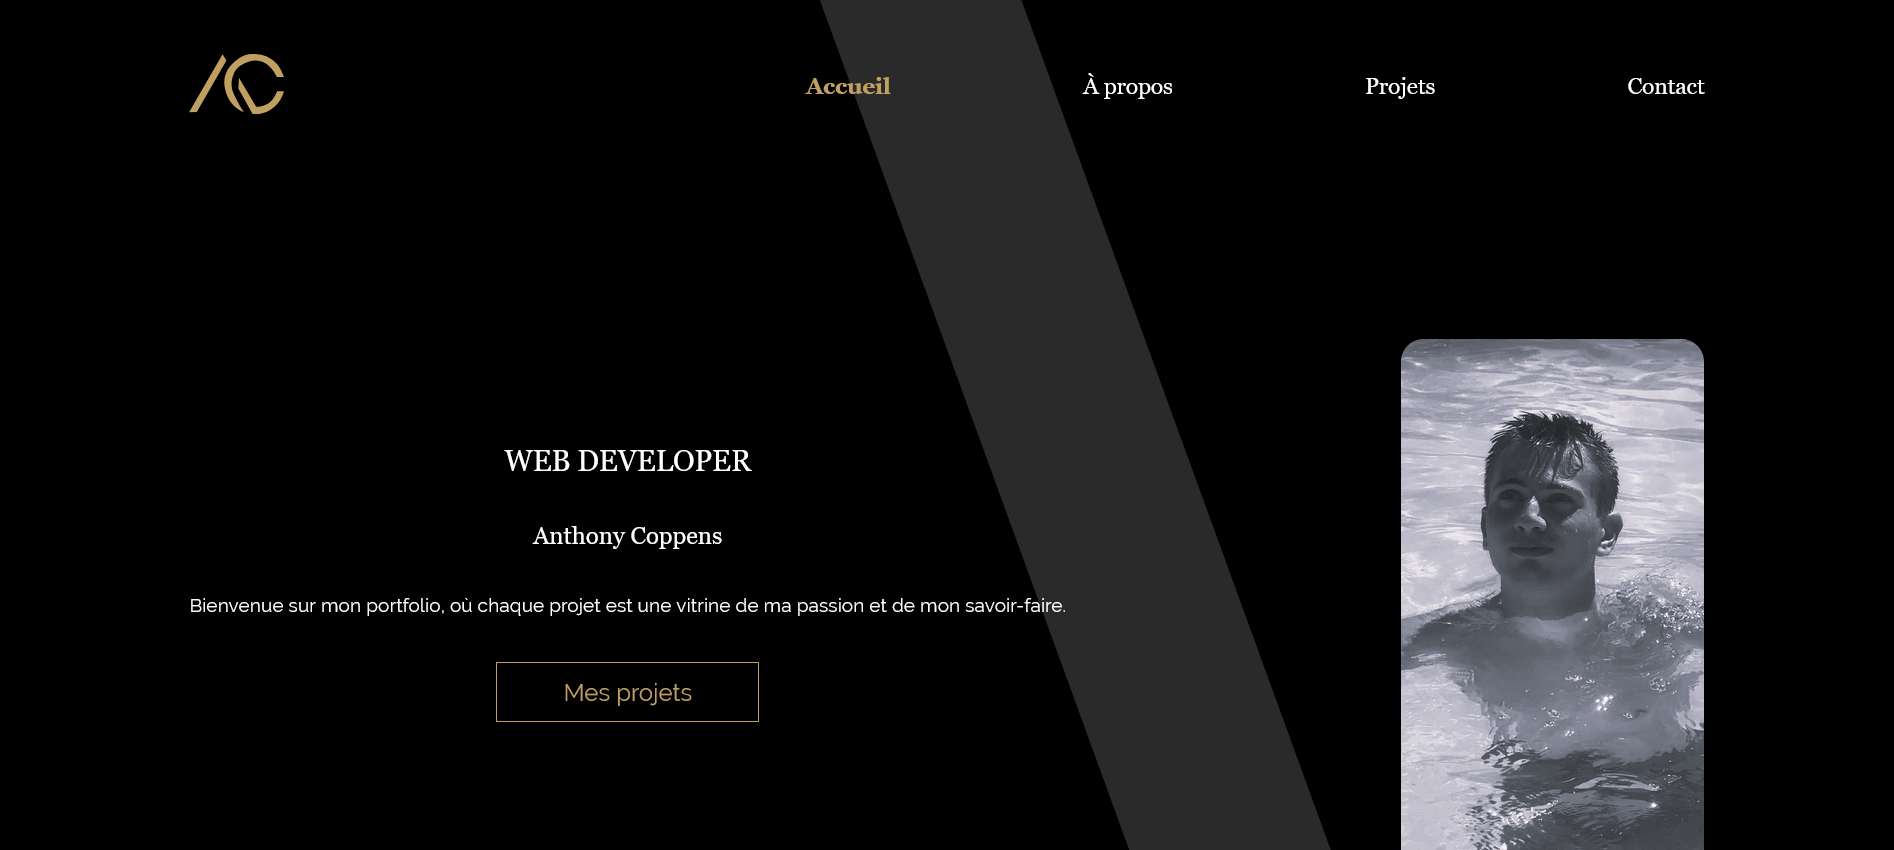 AC
Accueil
À propos
Projets
Contact
WEB DEVELOPER
Anthony Coppens
Bienvenue sur mon portfolio, où chaque projet est une vitrine de ma passion et de mon savoir-faire.
Mes projets